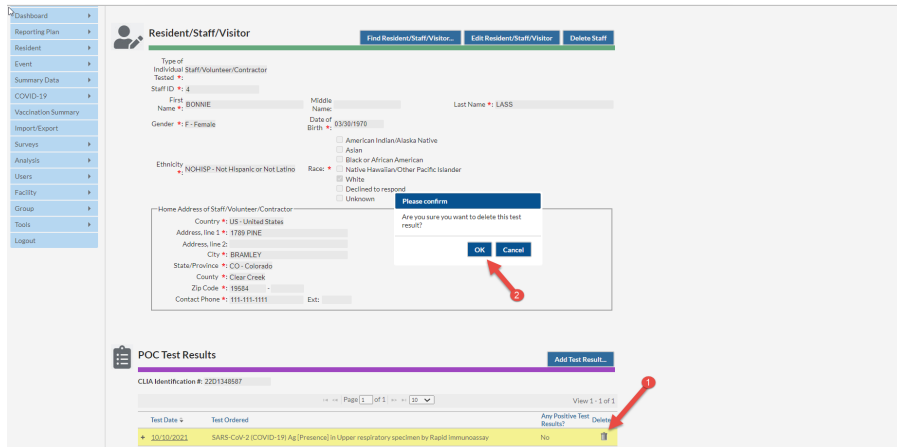 Dashboard
Reporting Plan
Resident
Event
Summary Data
COVID-19
Vaccination Summary
Import/Export
Surveys
Analysis
Users
Facility
Group
Tools
Logout
Resident/Staff/Visitor
Find Resident/Staff/Visitor... Edit Resident/Staff/Visitor Delete Staff
Type of
Individual Staff/Volunteer/Contractor
Tested *:
Staff ID *: 4
First Name *: BONNIE Middle Name: Last Name *: LASS
Gender *: F - Female Date of Birth *: 03/30/1970
Ethnicity *: NOHISP - Not Hispanic or Not Latino Race: *
American Indian/Alaska Native
Asian
Black or African American
Native Hawaiian/Other Pacific Islander
White
Declined to respond
Unknown
Home Address of Staff/Volunteer/Contractor
Country *: US - United States
Address, line 1 *: 1789 PINE
Address, line 2:
City *: BRAMLEY
State/Province *: CO - Colorado
County *: Clear Creek
Zip Code *: 19584 -
Contact Phone *: 111-111-1111 Ext:
Please confirm
Are you sure you want to delete this test
result?
OK Cancel
2
POC Test Results
Add Test Result...
1
CLIA Identification #: 22D1348587
Page 1 of 1 10 View 1 - 1 of 1
Test Date Test Ordered Any Positive Test Results? Delete
+ 10/10/2021 SARS-CoV-2 (COVID-19) Ag [Presence] in Upper respiratory specimen by Rapid immunoassay No